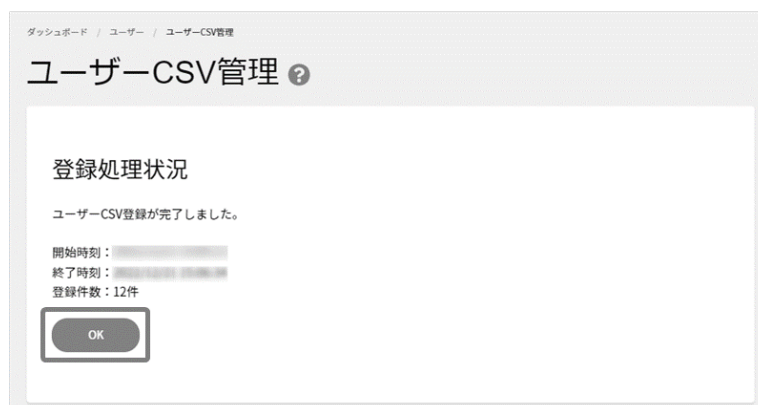 ダッシュボード / ユーザー / ユーザーCSV管理
ユーザーCSV管理 ?
登録処理状況
ユーザーCSV登録が完了しました。
開始時刻：
終了時刻：
登録件数：12件
OK